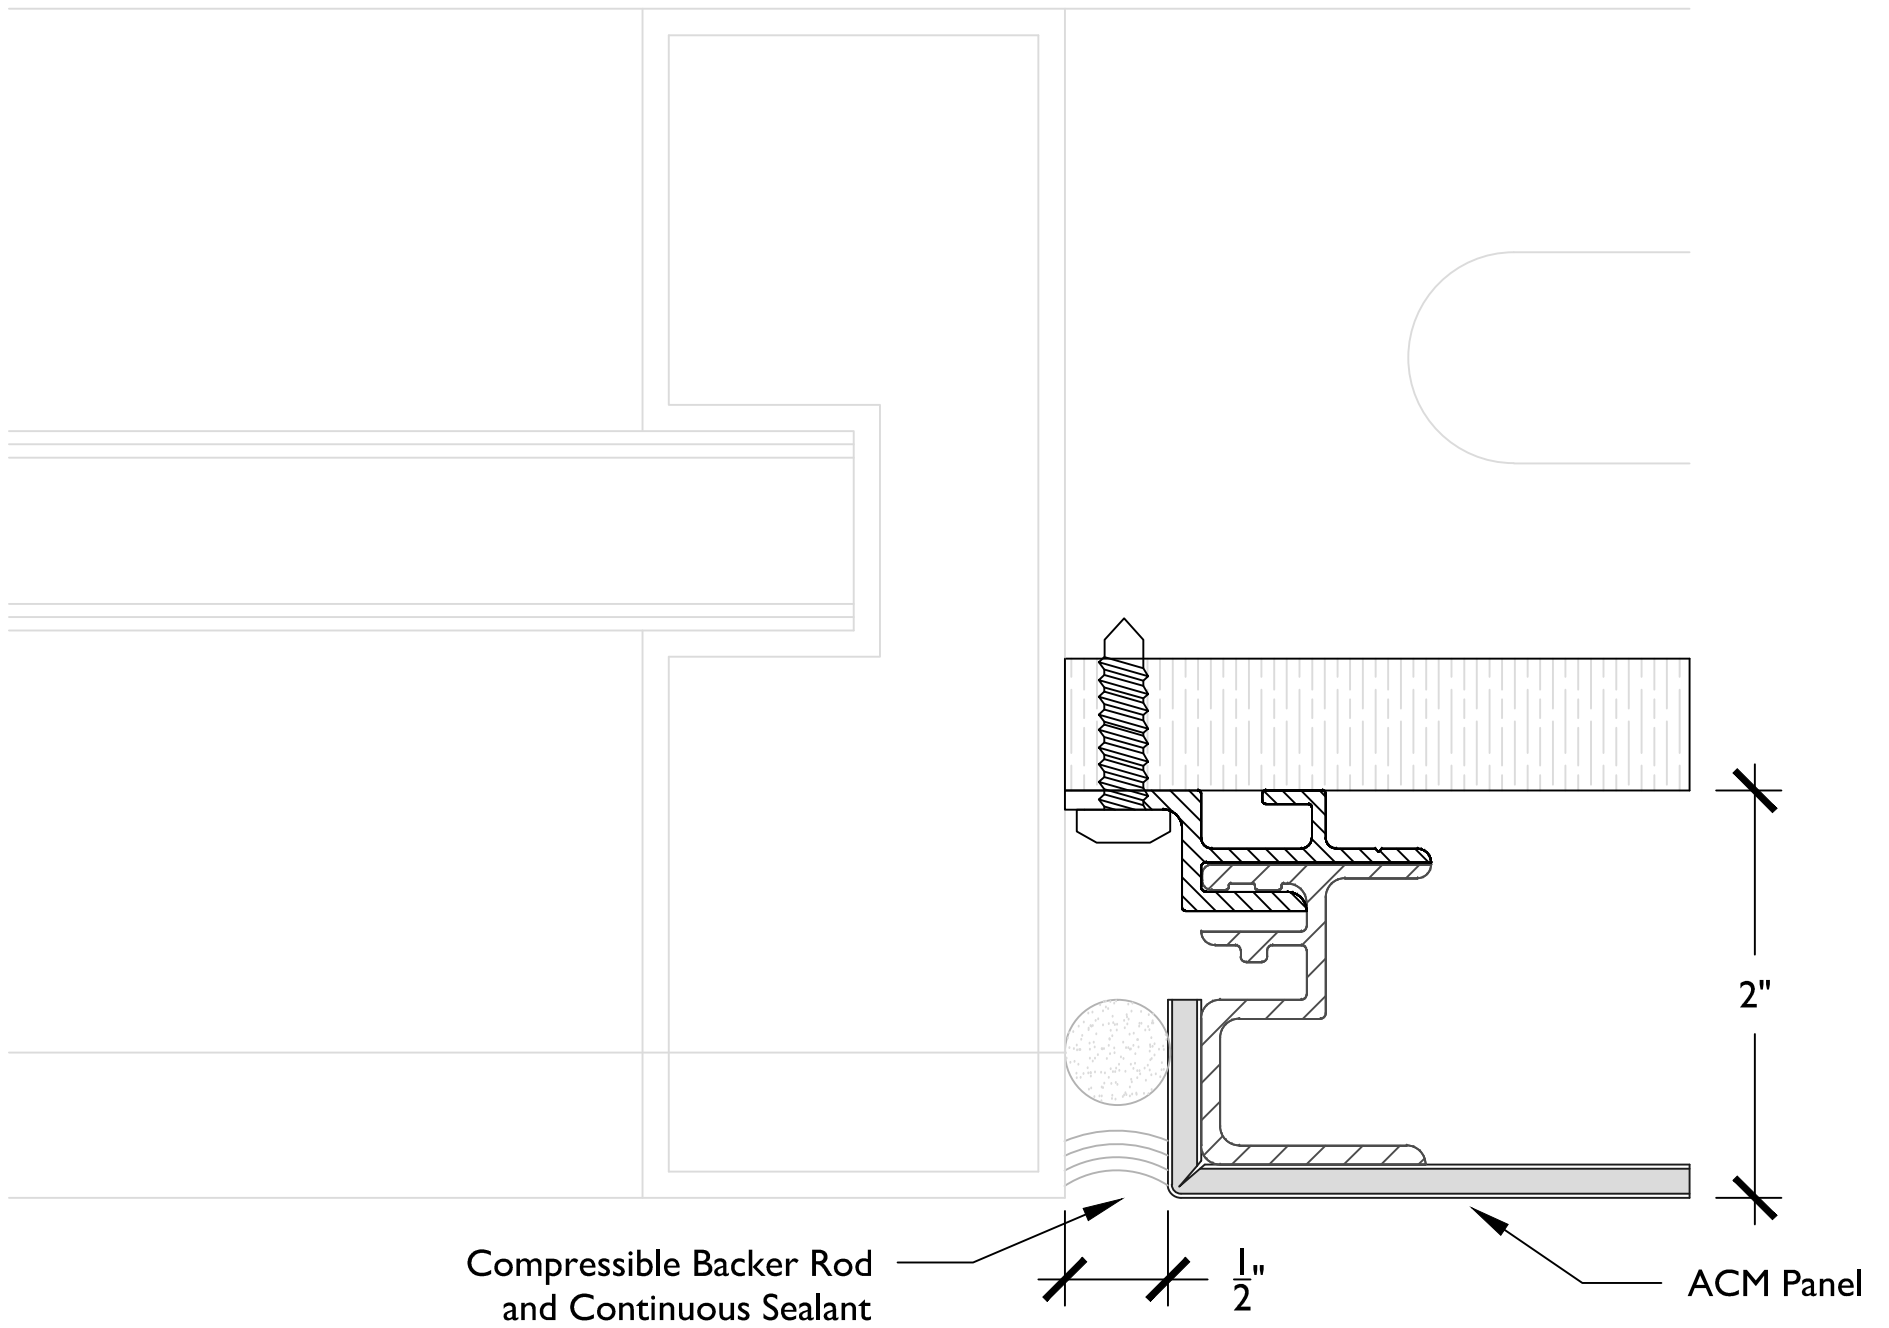 2"
Compressible Backer Rod
and Continuous Sealant
1/2"
ACM Panel